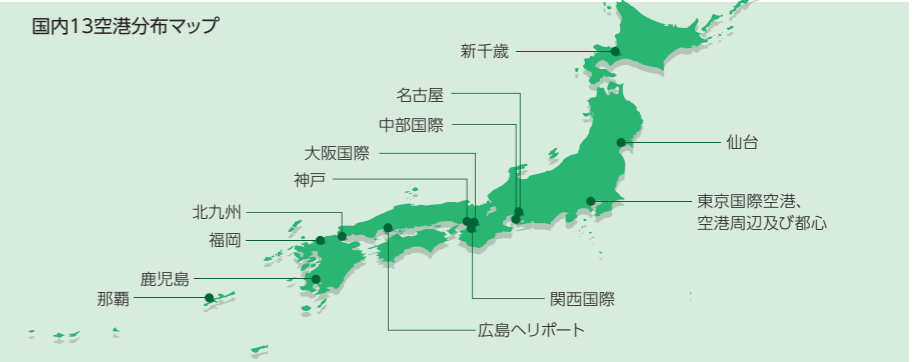 国内13空港分布マップ
新千歳
名古屋
中部国際
大阪国際
神戸
北九州
福岡
鹿児島
那覇
仙台
東京国際空港、
空港周辺及び都心
関西国際
広島ヘリポート